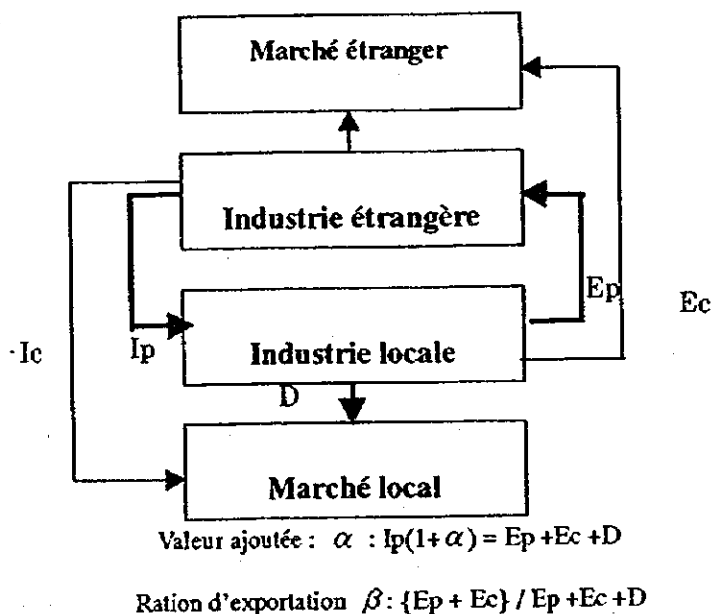 Marché étranger
Industrie étrangère
Ep
Ec
Ic
Ip
Industrie locale
D
Marché local
Valeur ajoutée : α : Ip(1+α) = Ep +Ec +D
Ration d'exportation β: {Ep + Ec} / Ep +Ec +D